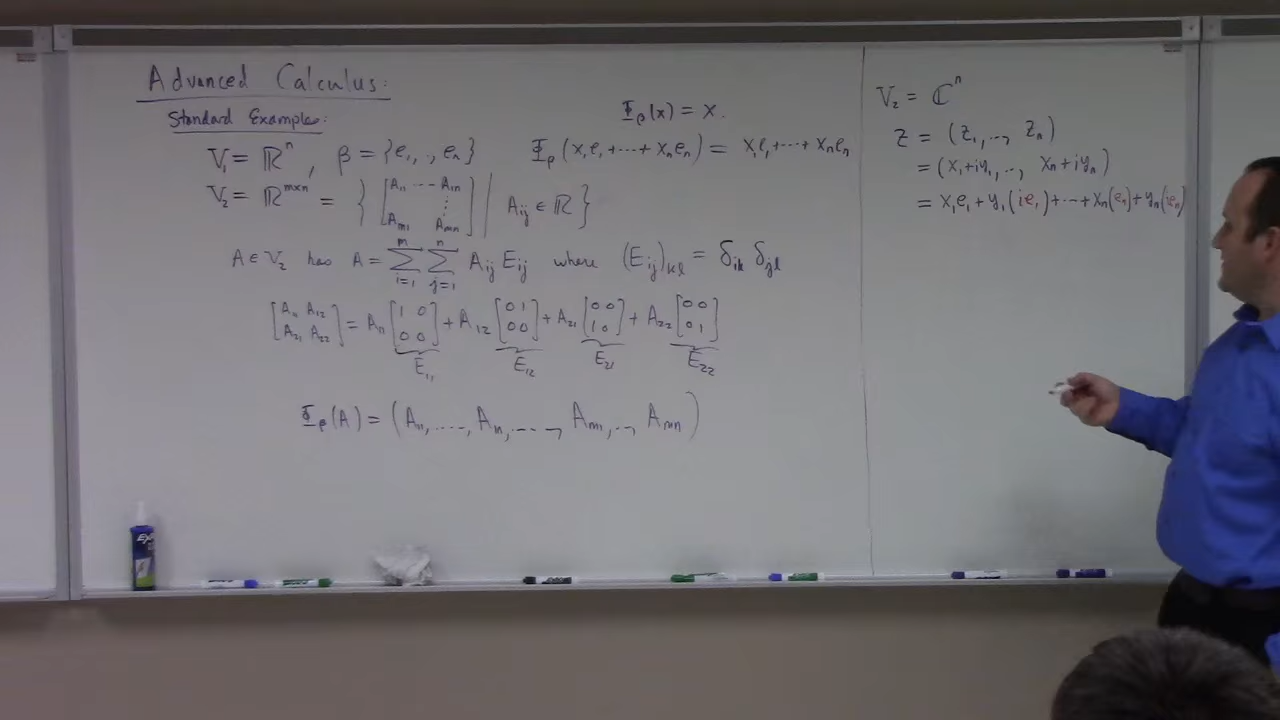 Advanced Calculus:
Standard Examples:
V₁ = ℝⁿ, β = {e₁, .., eₙ}
Φᵦ(x) = x.
Φᵦ(x₁e₁ + ⋯ + xₙeₙ) = x₁e₁ + ⋯ + xₙeₙ
V₂ = ℝᵐˣⁿ = { [A₁₁ ⋯ A₁ₙ ⋮ Aₘ₁ Aₘₙ] | Aᵢⱼ ∈ ℝ }
A ∈ V₂ has A = ∑ᵢ₌₁ᵐ ∑ⱼ₌₁ⁿ Aᵢⱼ Eᵢⱼ where (Eᵢⱼ)ₖₗ = δᵢₖ δⱼₗ
[A₁₁ A₁₂ A₂₁ A₂₂] = A₁₁ [1 0 0 0] + A₁₂ [0 1 0 0] + A₂₁ [0 0 1 0] + A₂₂ [0 0 0 1]
E₁₁ E₁₂ E₂₁ E₂₂
Φᵦ(A) = (A₁₁, ...., A₁ₙ, ...., Aₘ₁, .., Aₘₙ)
V₂ = ℂⁿ
z = (z₁, .., zₙ)
= (x₁+iy₁, .., xₙ+iyₙ)
= x₁e₁ + y₁(ie₁) + ⋯ + xₙ(eₙ) + yₙ(ieₙ)
EXPO